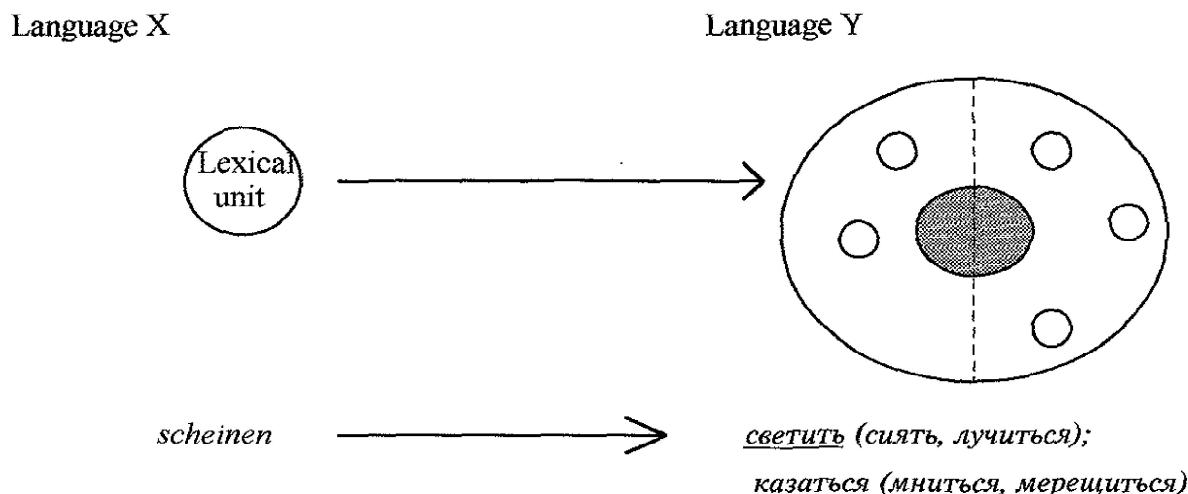 Language X
Language Y
Lexical
unit
scheinen
светить (сиять, лучиться);
казаться (мниться, мерещиться)